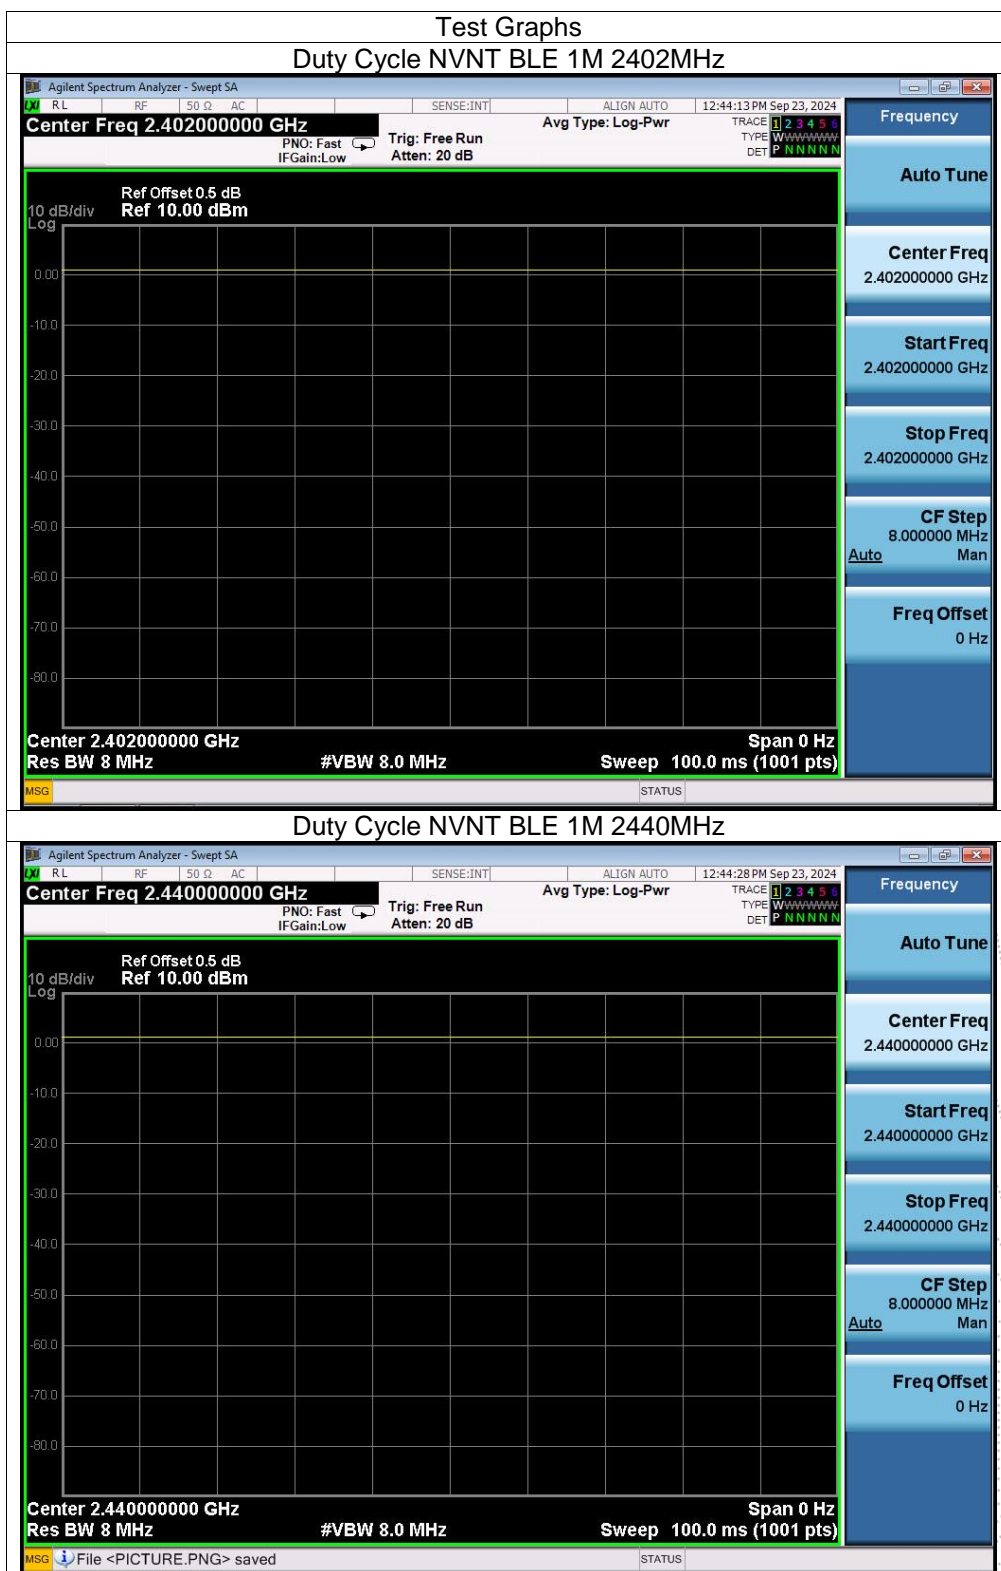 Test Graphs
Duty Cycle NVNT BLE 1M 2402MHz
Agilent Spectrum Analyzer - Swept SA
LXI RL RF 50 Ω AC SENSE:INT ALIGN AUTO 12:44:13 PM Sep 23, 2024
Center Freq 2.402000000 GHz
PNO: Fast
IFGain:Low
Trig: Free Run
Atten: 20 dB
Avg Type: Log-Pwr
TRACE 1 2 3 4 5 6
TYPE WWWWWW
DET P N N N N N
Ref Offset 0.5 dB
10 dB/div Ref 10.00 dBm
Log
0.00
-10.0
-20.0
-30.0
-40.0
-50.0
-60.0
-70.0
-80.0
Center 2.402000000 GHz Span 0 Hz
Res BW 8 MHz #VBW 8.0 MHz Sweep 100.0 ms (1001 pts)
MSG STATUS
Frequency
Auto Tune
Center Freq
2.402000000 GHz
Start Freq
2.402000000 GHz
Stop Freq
2.402000000 GHz
CF Step
8.000000 MHz
Auto Man
Freq Offset
0 Hz
Duty Cycle NVNT BLE 1M 2440MHz
Agilent Spectrum Analyzer - Swept SA
LXI RL RF 50 Ω AC SENSE:INT ALIGN AUTO 12:44:28 PM Sep 23, 2024
Center Freq 2.440000000 GHz
PNO: Fast
IFGain:Low
Trig: Free Run
Atten: 20 dB
Avg Type: Log-Pwr
TRACE 1 2 3 4 5 6
TYPE WWWWWW
DET P N N N N N
Ref Offset 0.5 dB
10 dB/div Ref 10.00 dBm
Log
0.00
-10.0
-20.0
-30.0
-40.0
-50.0
-60.0
-70.0
-80.0
Center 2.440000000 GHz Span 0 Hz
Res BW 8 MHz #VBW 8.0 MHz Sweep 100.0 ms (1001 pts)
MSG File <PICTURE.PNG> saved STATUS
Frequency
Auto Tune
Center Freq
2.440000000 GHz
Start Freq
2.440000000 GHz
Stop Freq
2.440000000 GHz
CF Step
8.000000 MHz
Auto Man
Freq Offset
0 Hz